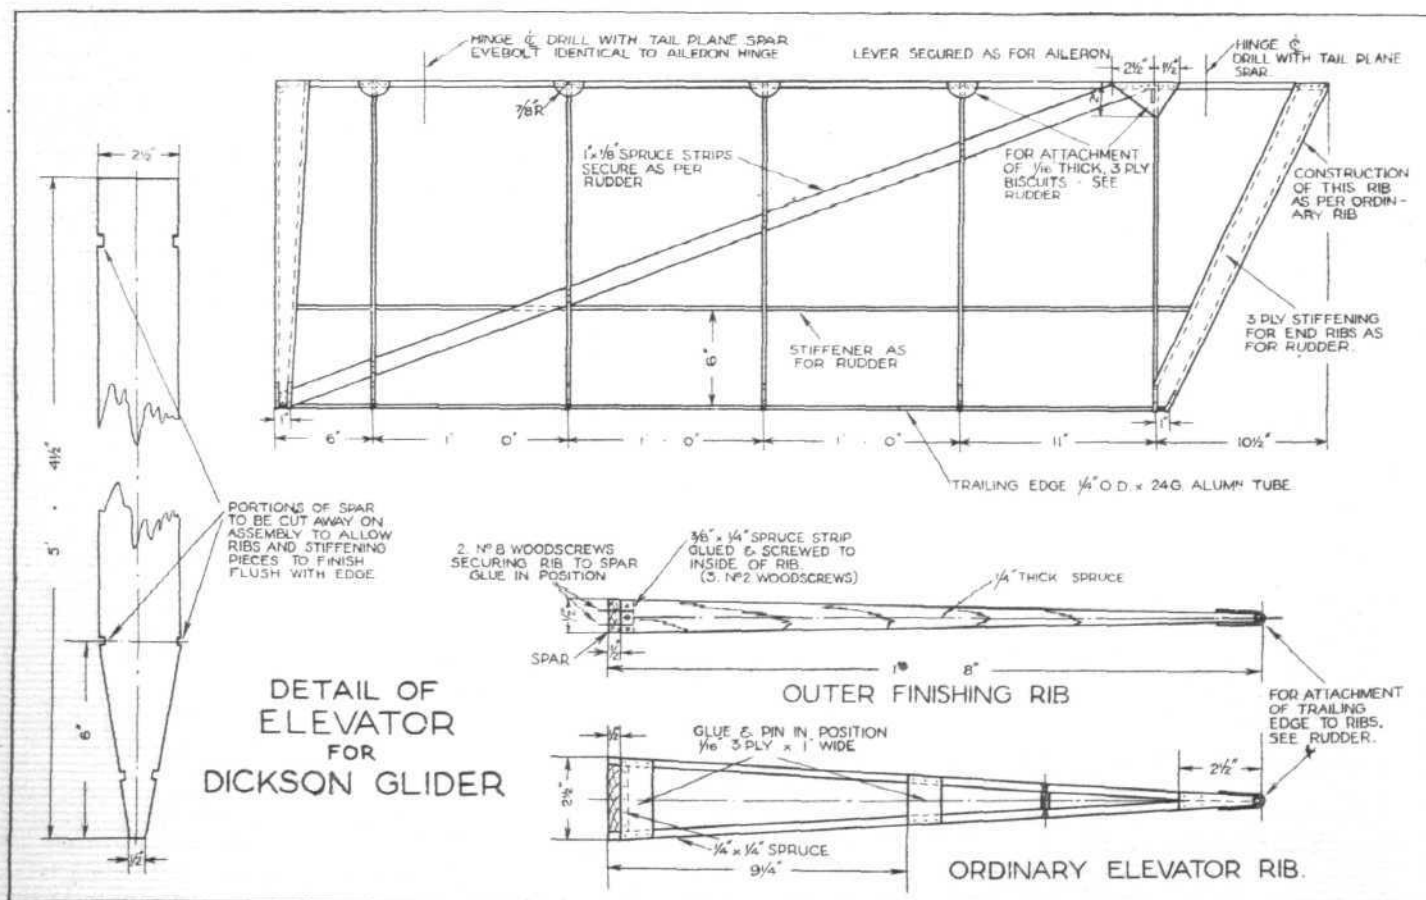 HINGE ℄ DRILL WITH TAIL PLANE SPAR
EYEBOLT IDENTICAL TO AILERON HINGE
LEVER SECURED AS FOR AILERON.
2½" 1½"
HINGE ℄
DRILL WITH TAIL PLANE
SPAR.
⅞"R
2"
1" × ⅛" SPRUCE STRIPS
SECURE AS PER
RUDDER
FOR ATTACHMENT
OF 1/16" THICK, 3 PLY
BISCUITS - SEE
RUDDER
CONSTRUCTION
OF THIS RIB
AS PER ORDIN-
ARY RIB
3 PLY STIFFENING
FOR END RIBS AS
FOR RUDDER.
STIFFENER AS
FOR RUDDER
6"
1"
1"
6" 1' 0" 1' 0" 1' 0" 11" 10½"
TRAILING EDGE ¼" O.D. × 24G. ALUMN TUBE.
2½"
5' . 4½"
PORTIONS OF SPAR
TO BE CUT AWAY ON
ASSEMBLY TO ALLOW
RIBS AND STIFFENING
PIECES TO FINISH
FLUSH WITH EDGE
6"
½"
DETAIL OF
ELEVATOR
FOR
DICKSON GLIDER
2. Nº 8 WOODSCREWS
SECURING RIB TO SPAR
GLUE IN POSITION
⅜" × ¼" SPRUCE STRIP
GLUED & SCREWED TO
INSIDE OF RIB.
(3. Nº2 WOODSCREWS)
¼" THICK SPRUCE
½"
SPAR
½"
1' 8"
OUTER FINISHING RIB
FOR ATTACHMENT
OF TRAILING
EDGE TO RIBS,
SEE RUDDER.
½"
GLUE & PIN IN POSITION
1/16" 3 PLY × 1" WIDE
2½"
2½"
¼" × ¼" SPRUCE
9¼"
ORDINARY ELEVATOR RIB.